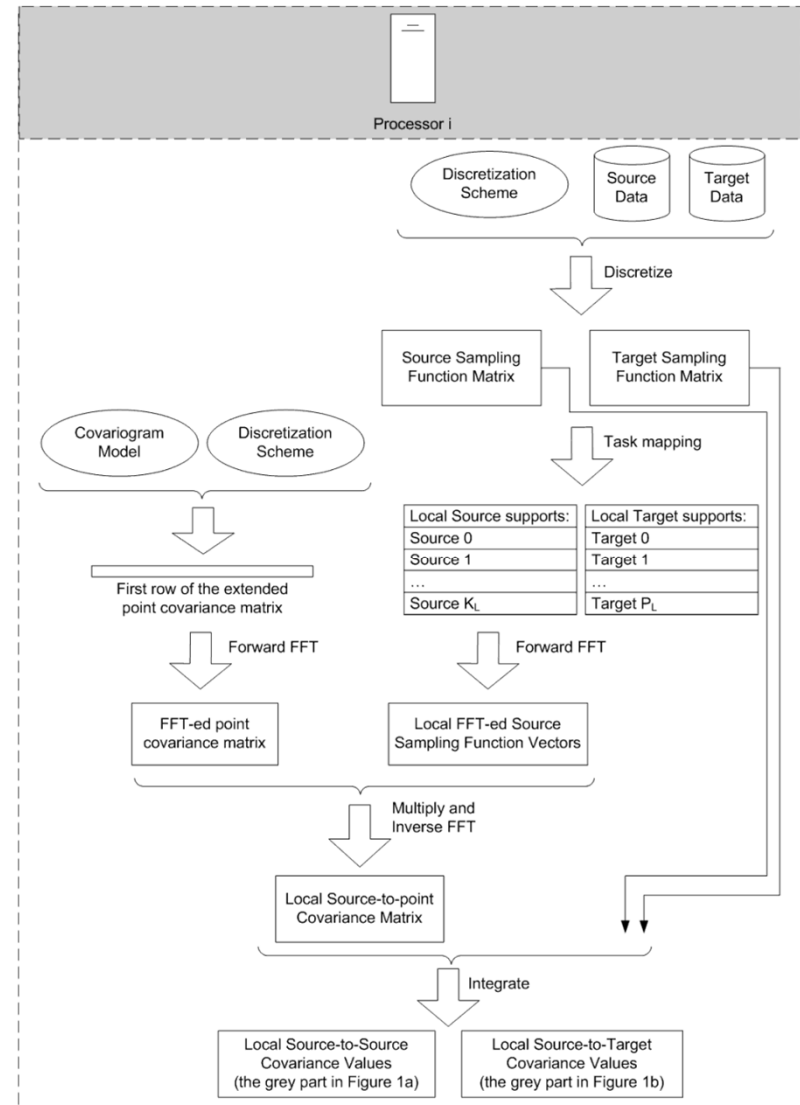 Processor i
Discretization
Scheme
Source
Data
Target
Data
Discretize
Source Sampling
Function Matrix
Target Sampling
Function Matrix
Covariogram
Model
Discretization
Scheme
Task mapping
Local Source supports:
Source 0
Source 1
...
Source KL
Local Target supports:
Target 0
Target 1
...
Target PL
First row of the extended
point covariance matrix
Forward FFT
Forward FFT
FFT-ed point
covariance matrix
Local FFT-ed Source
Sampling Function Vectors
Multiply and
Inverse FFT
Local Source-to-point
Covariance Matrix
Integrate
Local Source-to-Source
Covariance Values
(the grey part in Figure 1a)
Local Source-to-Target
Covariance Values
(the grey part in Figure 1b)